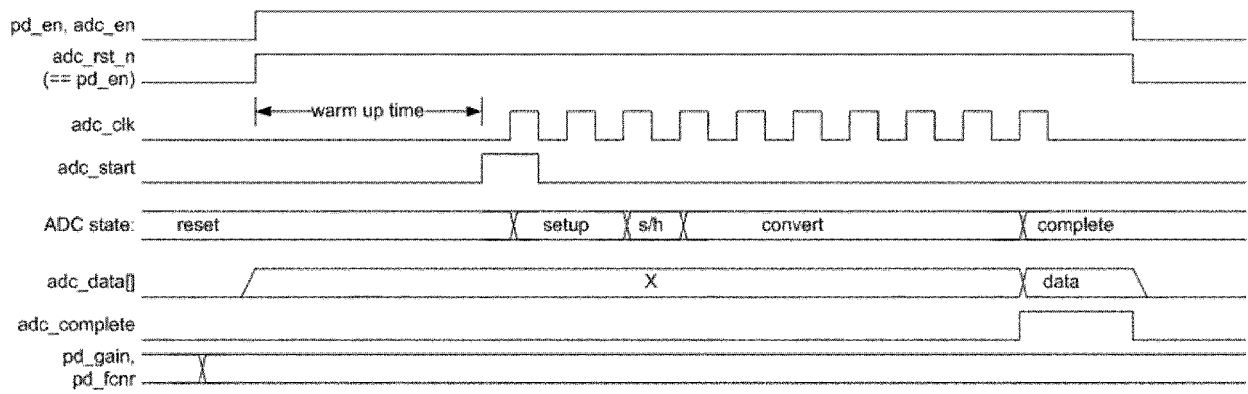 pd_en, adc_en
adc_rst_n
(== pd_en)
warm up time
adc_clk
adc_start
ADC state: reset setup s/h convert complete
adc_data[] X data
adc_complete
pd_gain,
pd_fcnr